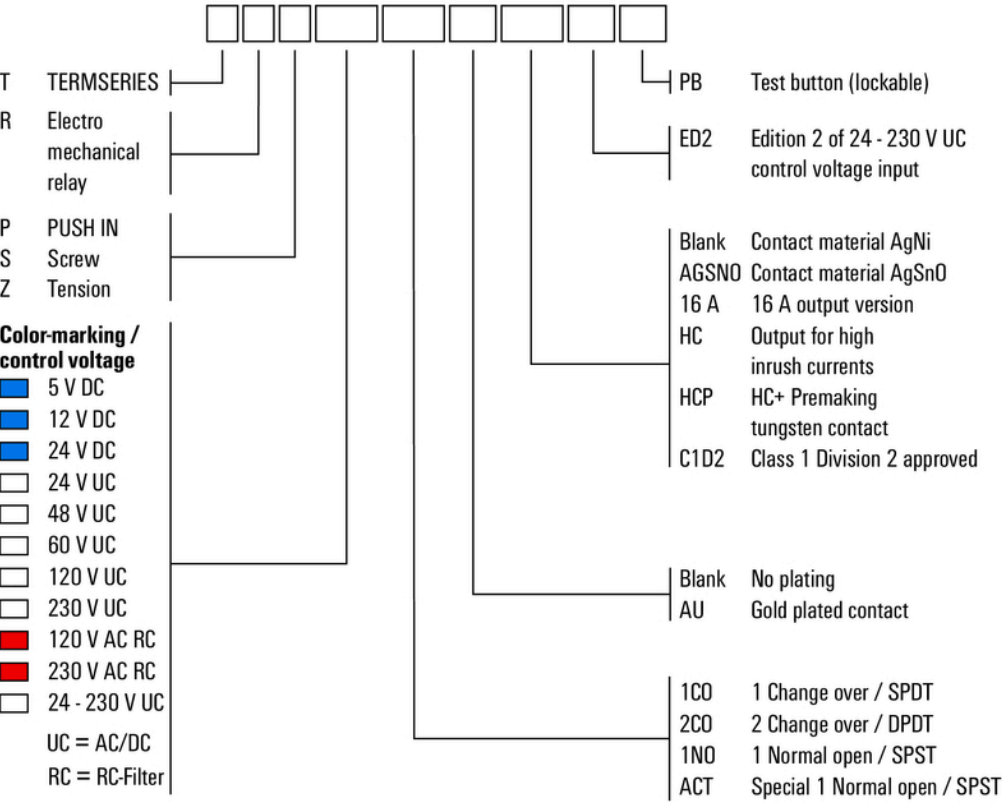 T TERMSERIES
R Electro
mechanical
relay
P PUSH IN
S Screw
Z Tension
Color-marking /
control voltage
5 V DC
12 V DC
24 V DC
24 V UC
48 V UC
60 V UC
120 V UC
230 V UC
120 V AC RC
230 V AC RC
24 - 230 V UC
UC = AC/DC
RC = RC-Filter
PB Test button (lockable)
ED2 Edition 2 of 24 - 230 V UC
control voltage input
Blank Contact material AgNi
AGSNO Contact material AgSnO
16 A 16 A output version
HC Output for high
inrush currents
HCP HC+ Premaking
tungsten contact
C1D2 Class 1 Division 2 approved
Blank No plating
AU Gold plated contact
1CO 1 Change over / SPDT
2CO 2 Change over / DPDT
1NO 1 Normal open / SPST
ACT Special 1 Normal open / SPST